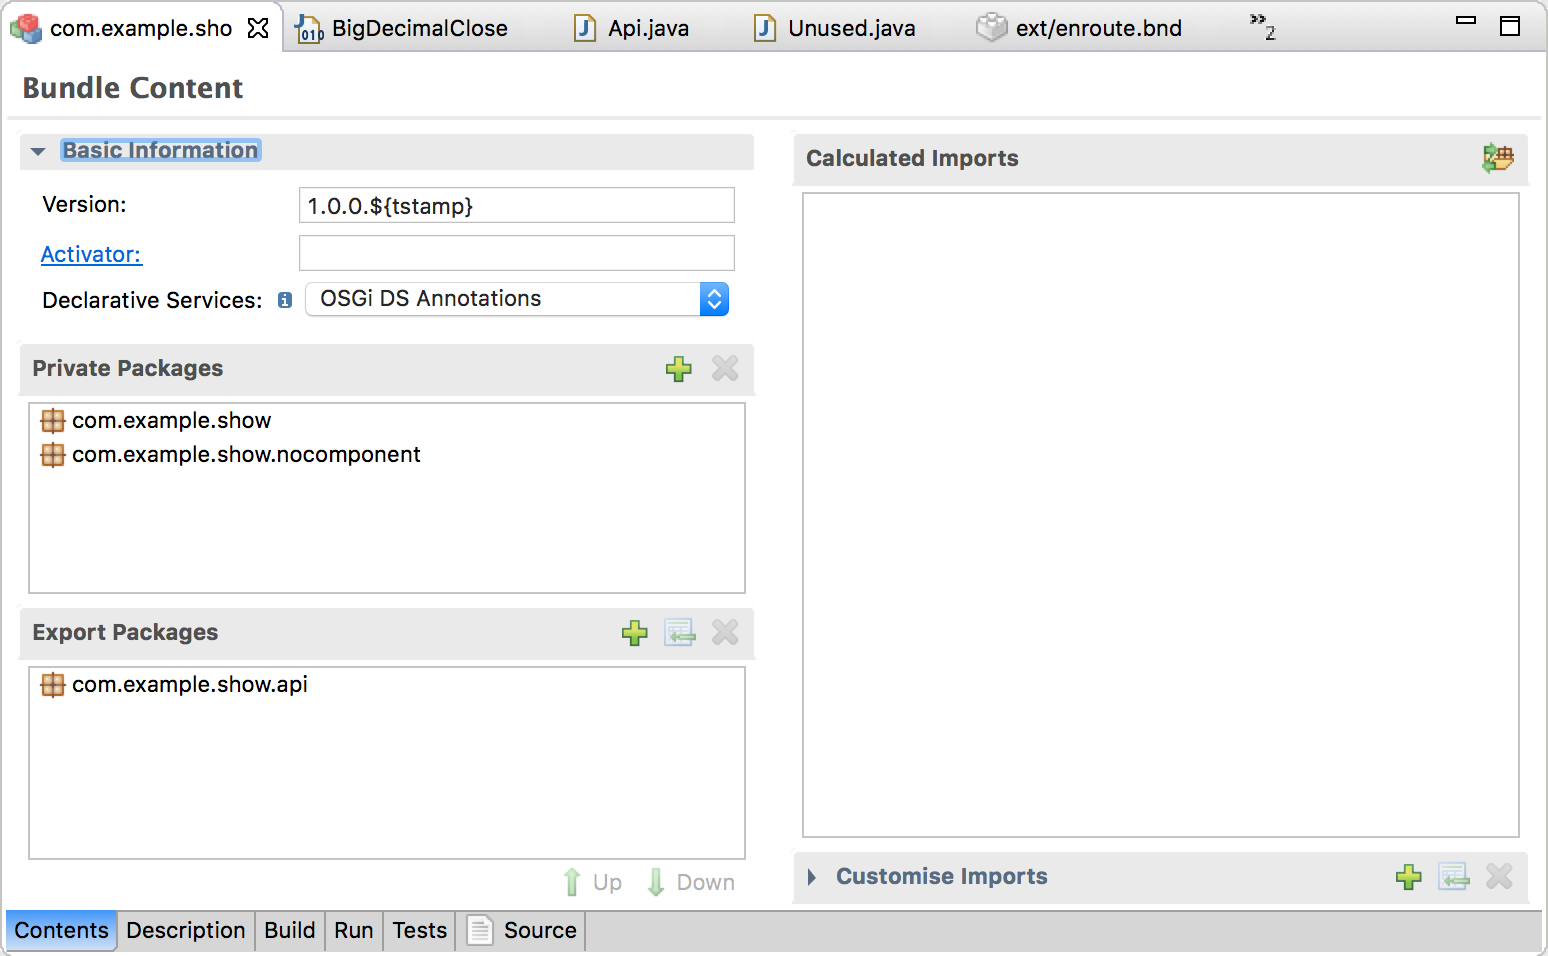 com.example.sho
BigDecimalClose
Api.java
Unused.java
ext/enroute.bnd
»2
Bundle Content
Basic Information
Version:
1.0.0.${tstamp}
Activator:
Declarative Services:
OSGi DS Annotations
Private Packages
com.example.show
com.example.show.nocomponent
Export Packages
com.example.show.api
Up
Down
Calculated Imports
Customise Imports
Contents
Description
Build
Run
Tests
Source